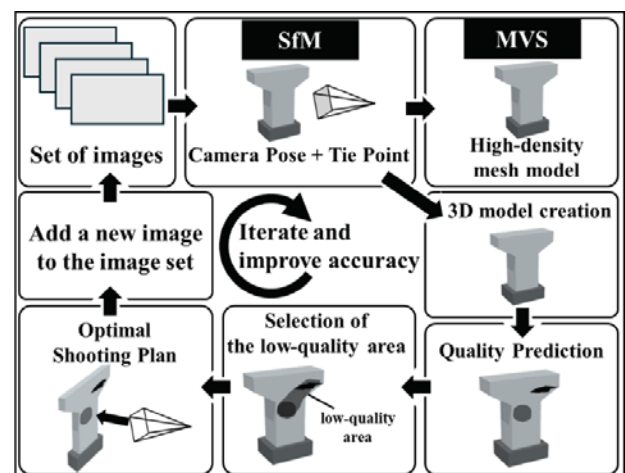 SfM
MVS
Set of images
Camera Pose + Tie Point
High-density
mesh model
Add a new image
to the image set
Iterate and
improve accuracy
3D model creation
Optimal
Shooting Plan
Selection of
the low-quality area
low-quality
area
Quality Prediction